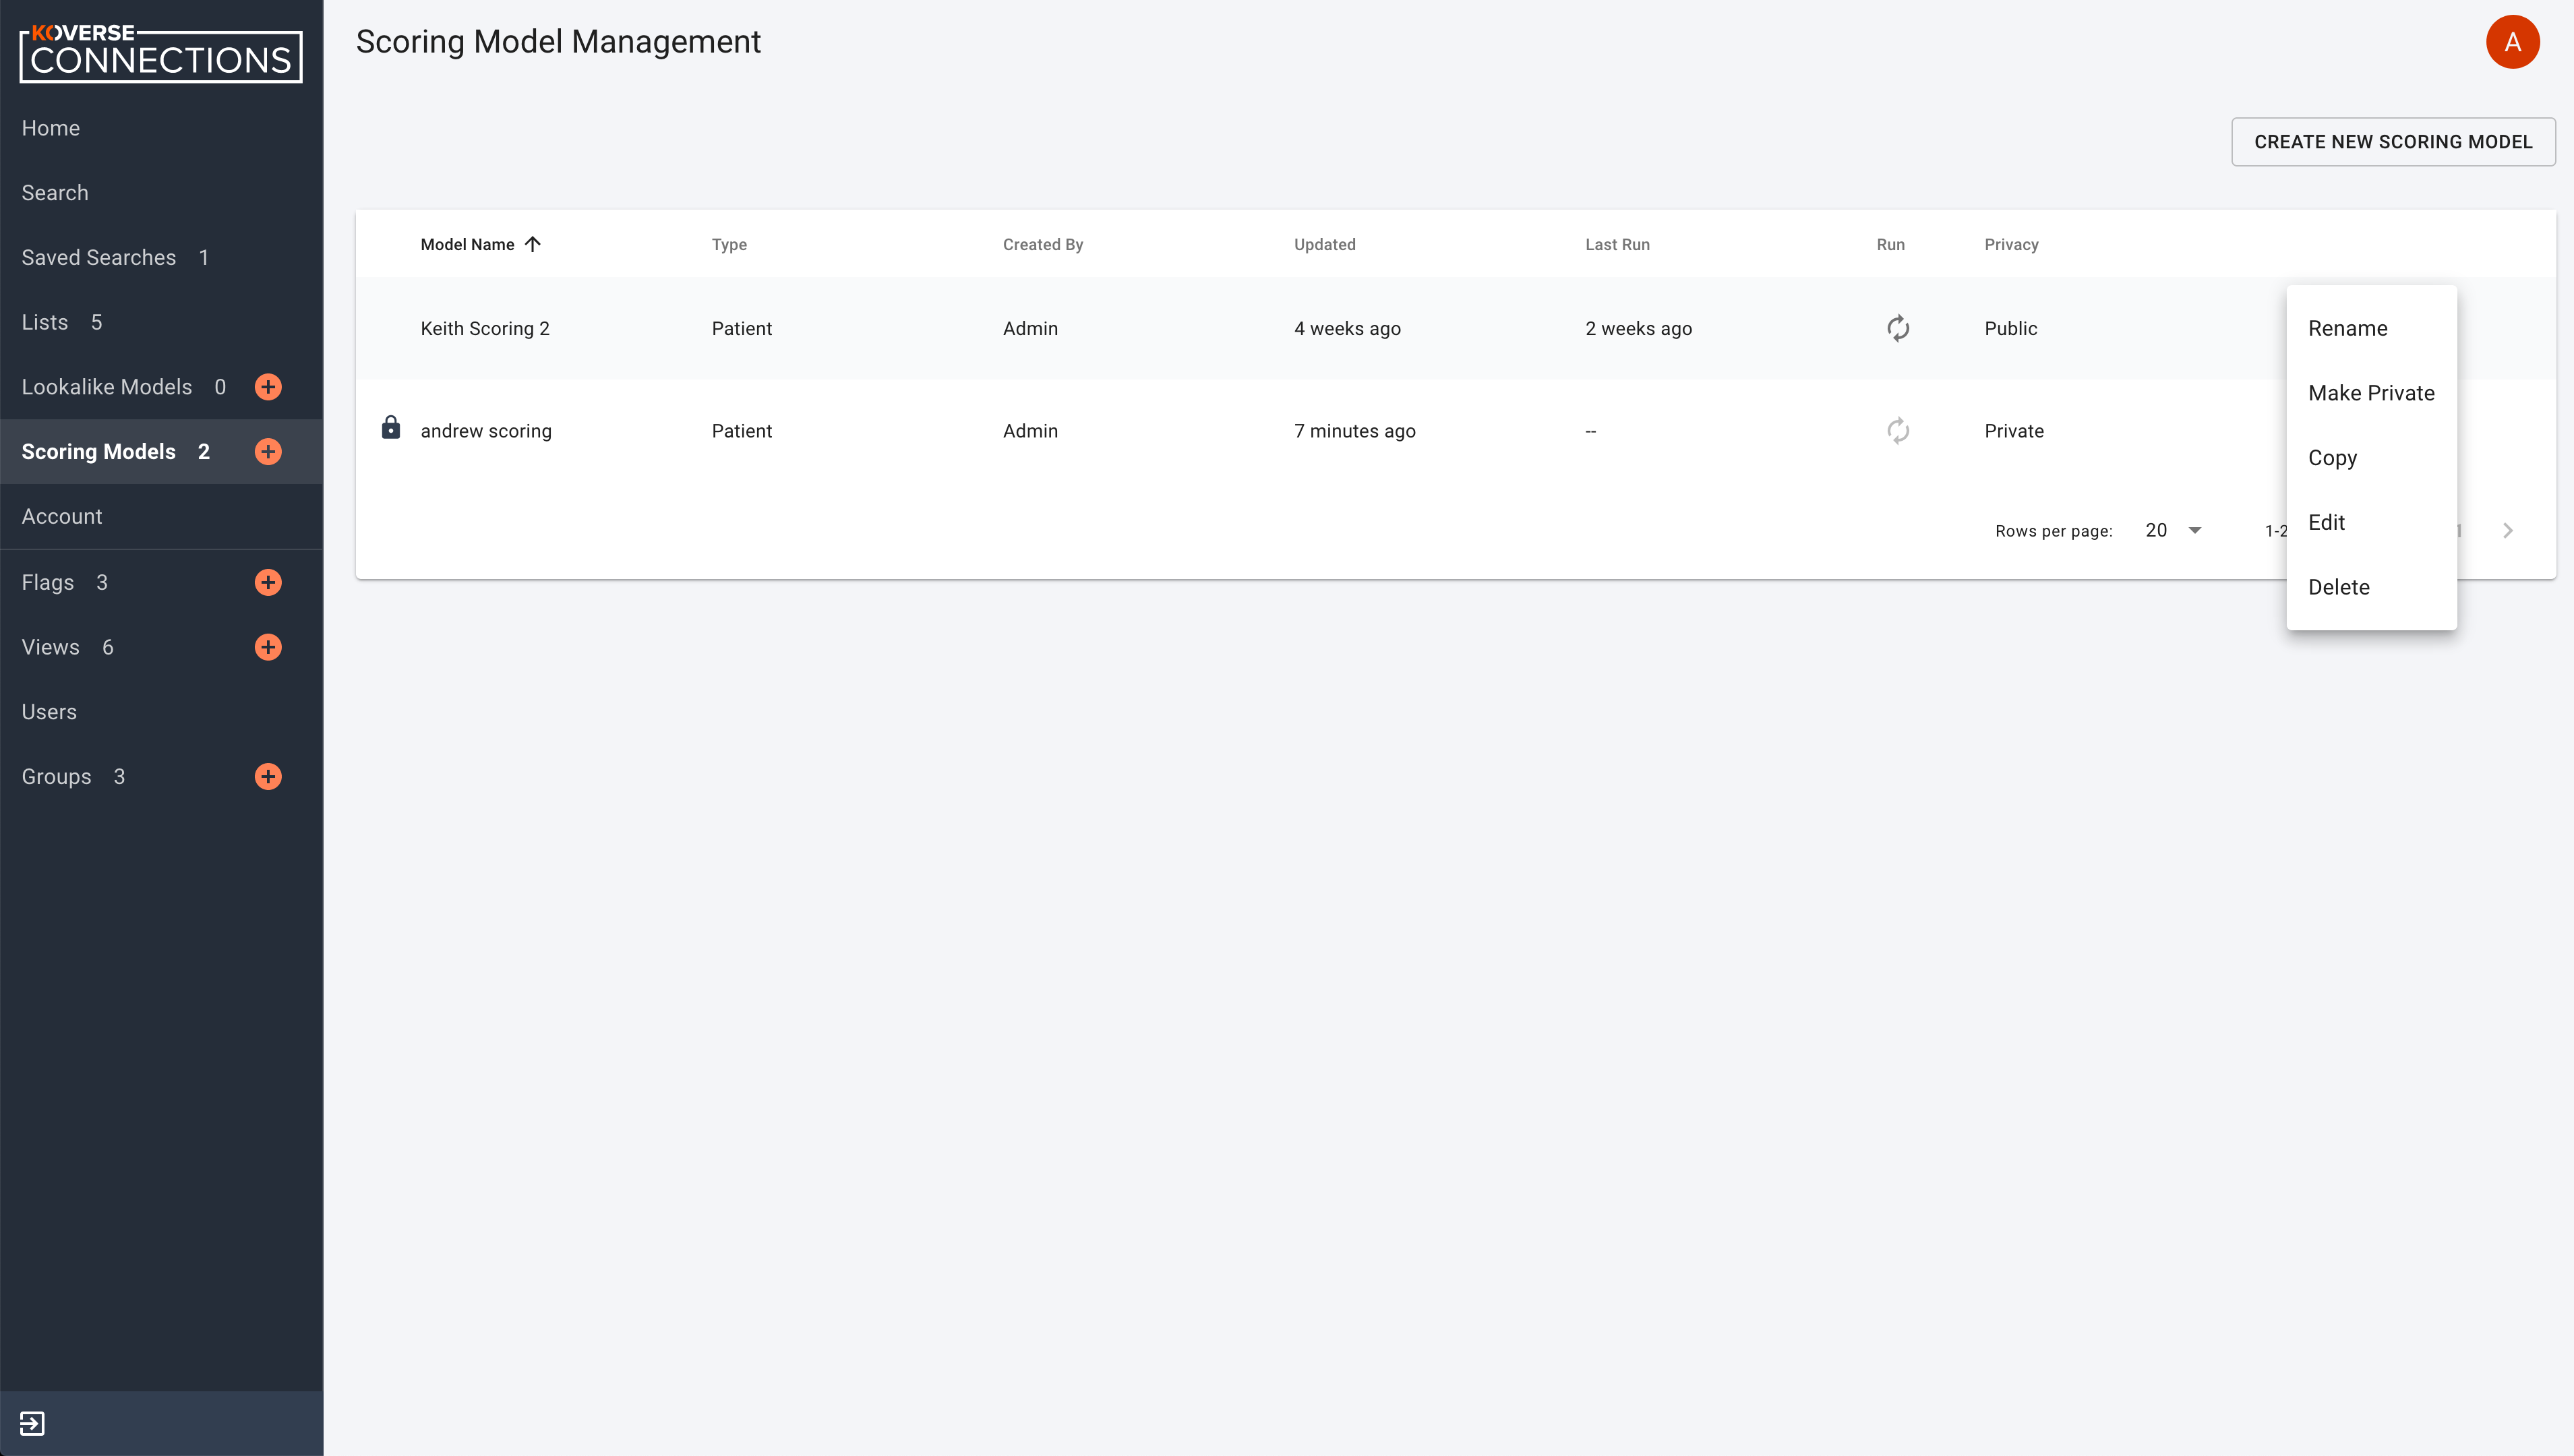 KOVERSE
CONNECTIONS
Scoring Model Management
A
Home
Search
Saved Searches 1
Lists 5
Lookalike Models 0
Scoring Models 2
Account
Flags 3
Views 6
Users
Groups 3
CREATE NEW SCORING MODEL
Model Name Type Created By Updated Last Run Run Privacy
Keith Scoring 2 Patient Admin 4 weeks ago 2 weeks ago Public
andrew scoring Patient Admin 7 minutes ago -- Private
Rows per page: 20 1-2
Rename
Make Private
Copy
Edit
Delete